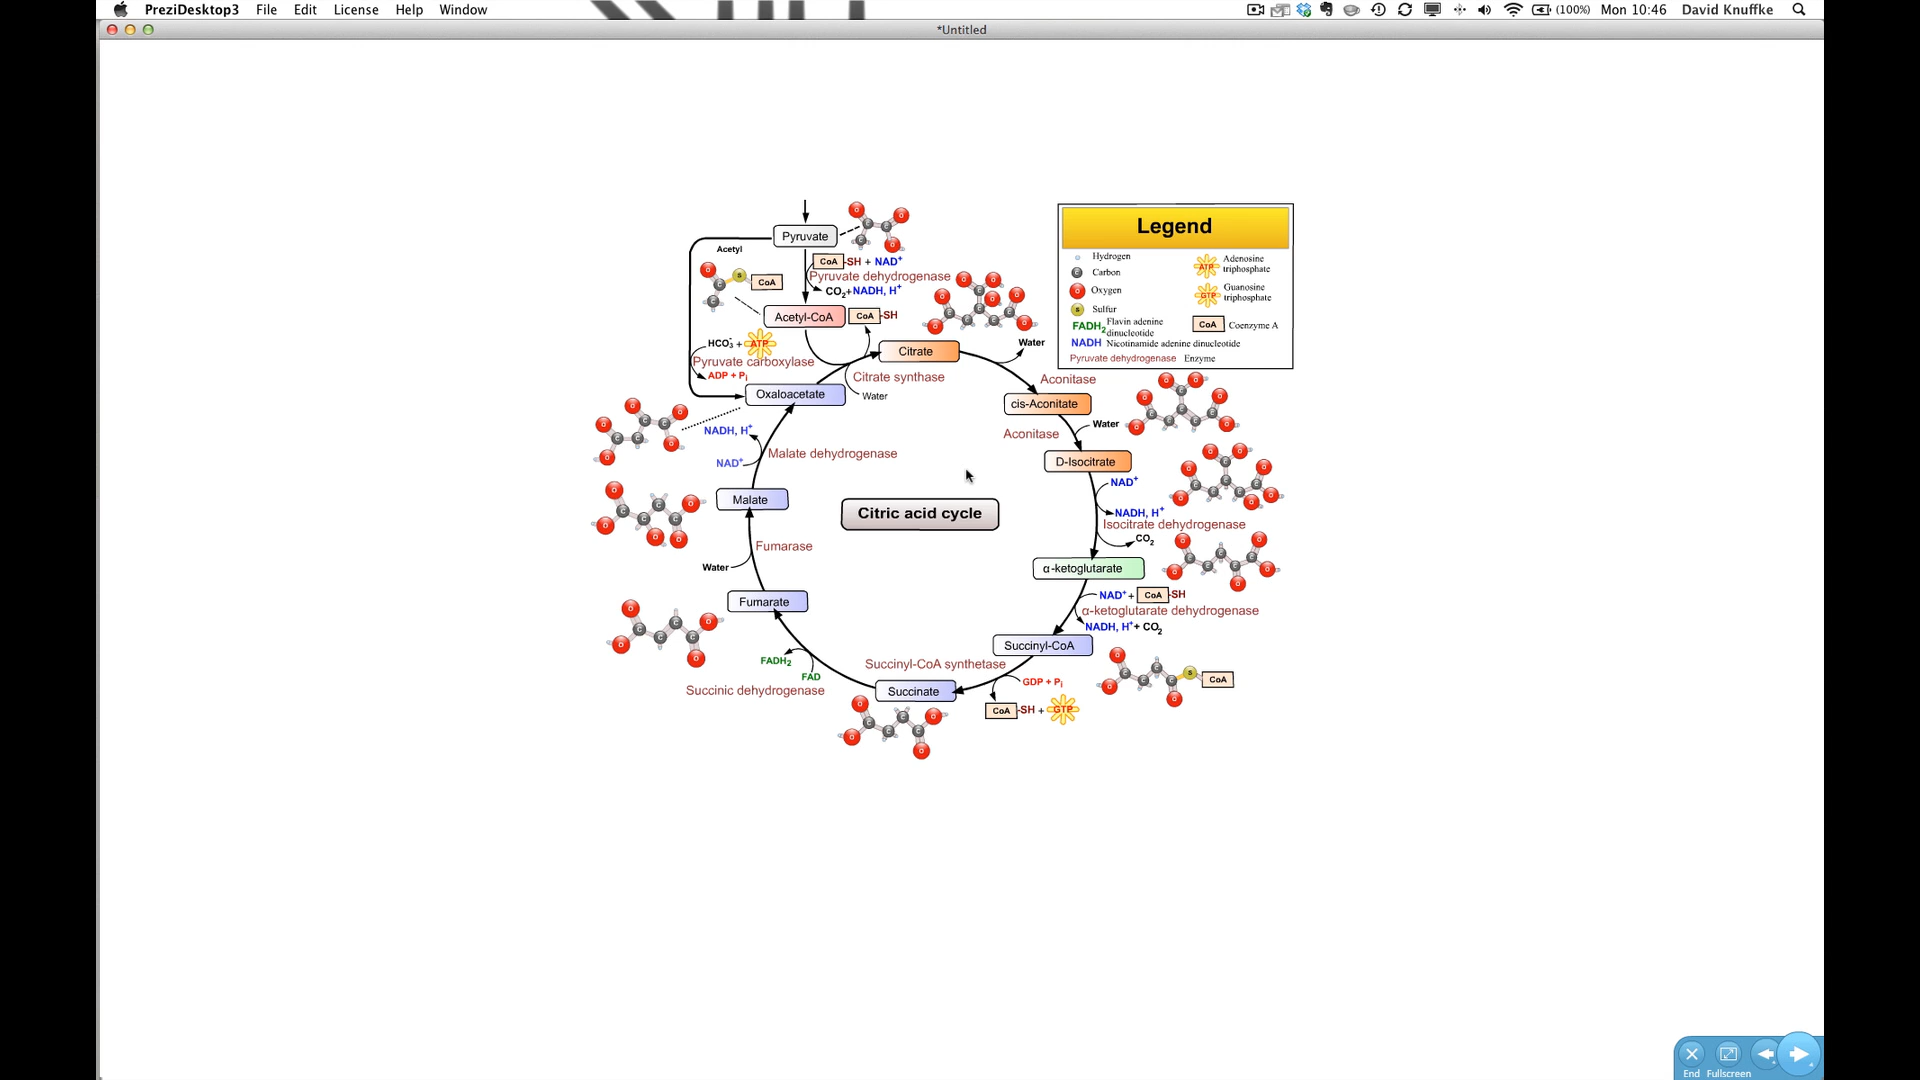 PreziDesktop3 File Edit License Help Window
(100%) Mon 10:46 David Knuffke
*Untitled
Pyruvate
Acetyl
CoA
CoA-SH + NAD+
Pyruvate dehydrogenase
CO2+NADH, H+
Acetyl-CoA
CoA-SH
HCO3- + ATP
Pyruvate carboxylase
ADP + Pi
Oxaloacetate
Citrate
Citrate synthase
Water
Water
Aconitase
cis-Aconitate
Aconitase
Water
D-Isocitrate
NAD+
NADH, H+
Isocitrate dehydrogenase
CO2
α-ketoglutarate
NAD+ + CoA-SH
α-ketoglutarate dehydrogenase
NADH, H++ CO2
Succinyl-CoA
CoA
Succinyl-CoA synthetase
GDP + Pi
CoA-SH + GTP
Succinate
FADH2
FAD
Succinic dehydrogenase
Fumarate
Water
Fumarase
Malate
NADH, H+
NAD+
Malate dehydrogenase
Citric acid cycle
Legend
Hydrogen
Carbon
Oxygen
Sulfur
FADH2 Flavin adenine
dinucleotide
NADH Nicotinamide adenine dinucleotide
Pyruvate dehydrogenase Enzyme
ATP Adenosine
triphosphate
GTP Guanosine
triphosphate
CoA Coenzyme A
End Fullscreen